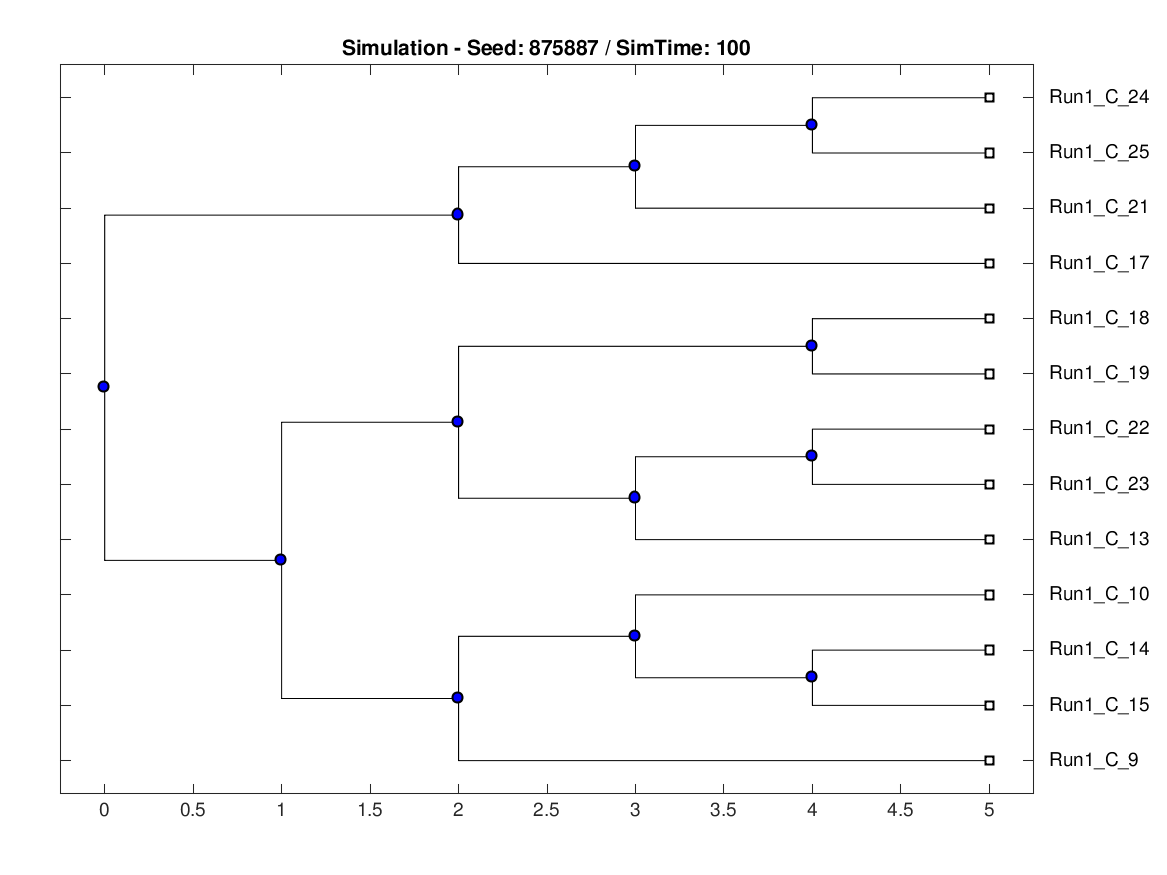 Simulation - Seed: 875887 / SimTime: 100
Run1_C_24
Run1_C_25
Run1_C_21
Run1_C_17
Run1_C_18
Run1_C_19
Run1_C_22
Run1_C_23
Run1_C_13
Run1_C_10
Run1_C_14
Run1_C_15
Run1_C_9
0 0.5 1 1.5 2 2.5 3 3.5 4 4.5 5